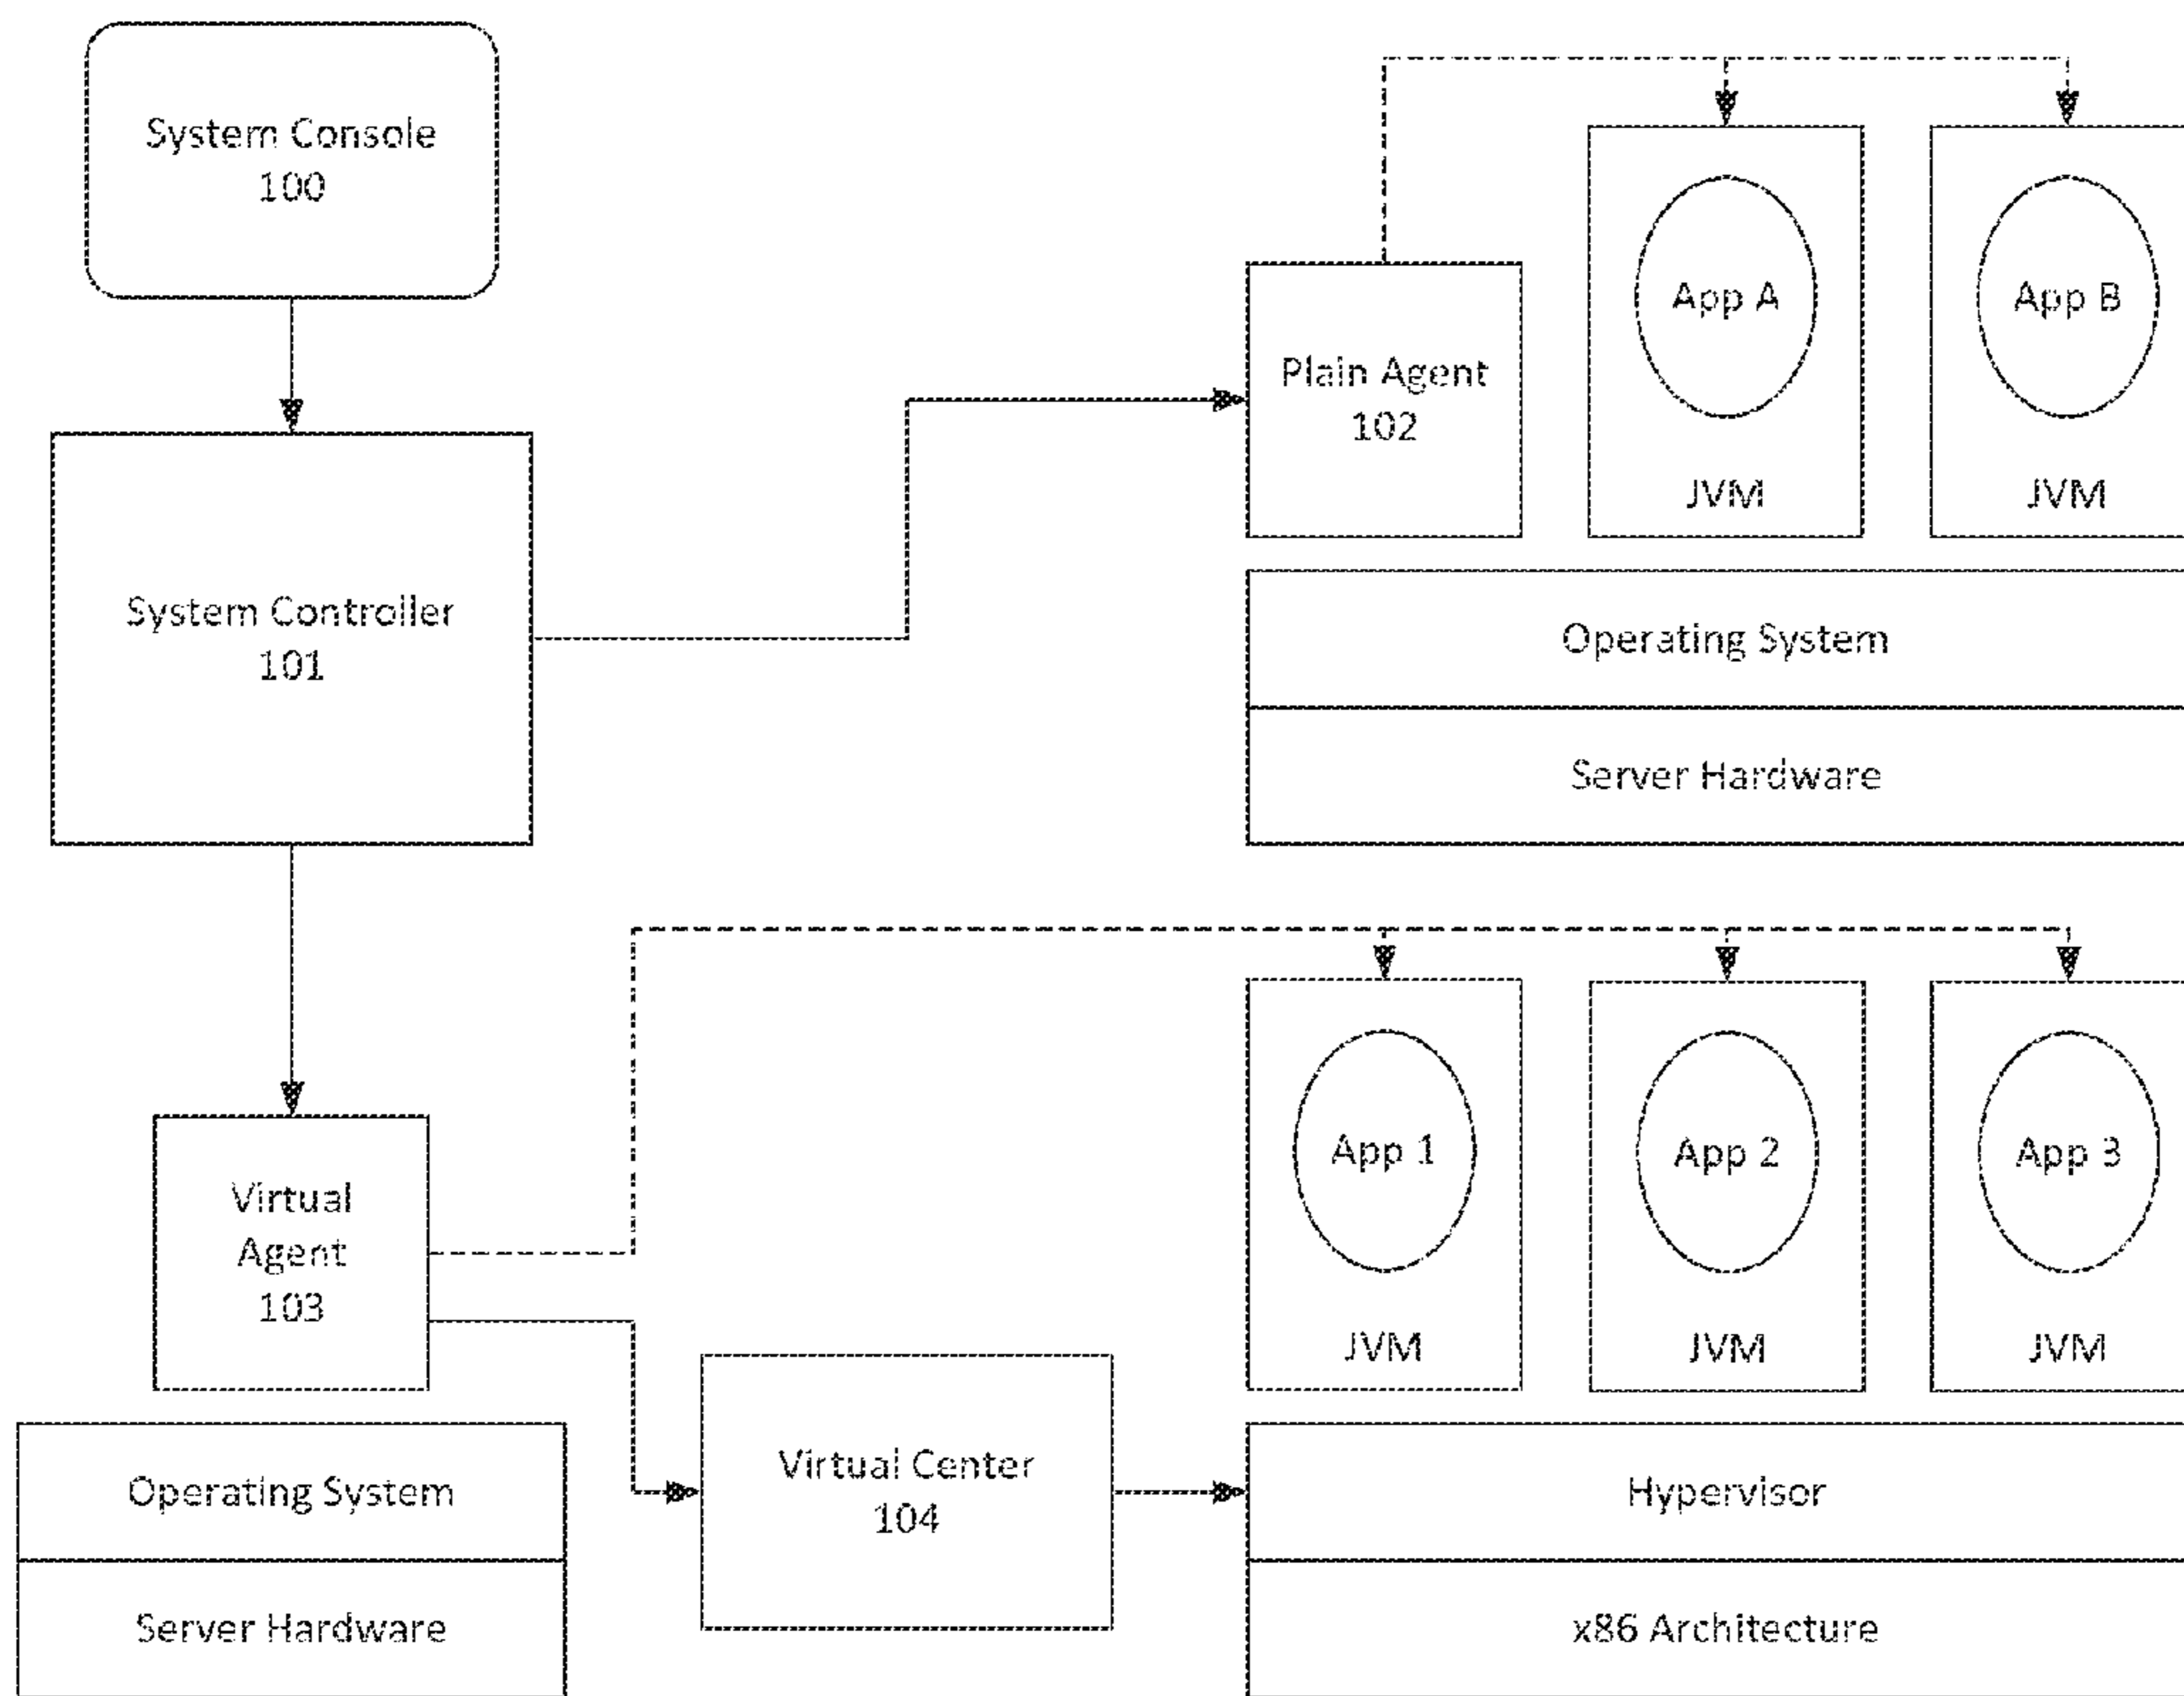 System Console
100
System Controller
101
Plain Agent
102
App A
JVM
App B
JVM
Operating System
Server Hardware
Virtual
Agent
103
Operating System
Server Hardware
Virtual Center
104
App 1
JVM
App 2
JVM
App 3
JVM
Hypervisor
x86 Architecture